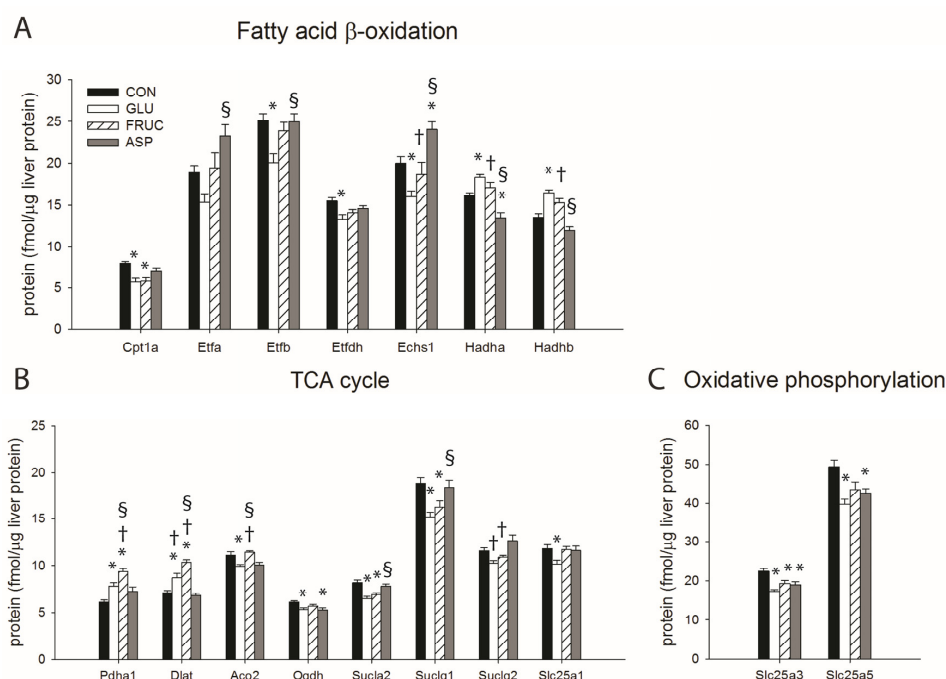 A
Fatty acid β-oxidation
protein (fmol/μg liver protein)
30
25
20
15
10
5
0
CON
GLU
FRUC
ASP
* *
§
* §
*
* † § *
* † § *
* † §
Cpt1a Etfa Etfb Etfdh Echs1 Hadha Hadhb
B
TCA cycle
protein (fmol/μg liver protein)
25
20
15
10
5
0
* § † *
† * § † *
* § †
* *
* * §
* * §
† †
*
Pdha1 Dlat Aco2 Ogdh Sucla2 Suclg1 Suclg2 Slc25a1
C
Oxidative phosphorylation
protein (fmol/μg liver protein)
60
50
40
30
20
10
0
* * *
* *
Slc25a3 Slc25a5